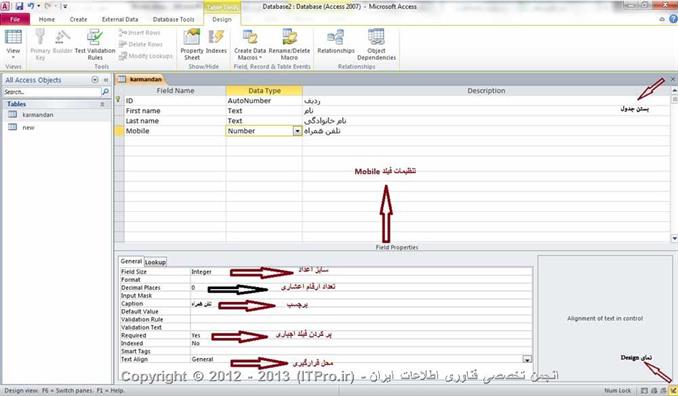 Database2 : Database (Access 2007) - Microsoft Access
Table Tools
File Home Create External Data Database Tools Design
View
Primary Key
Builder
Test Validation Rules
Insert Rows
Delete Rows
Modify Lookups
Property Sheet
Indexes
Create Data Macros
Rename/Delete Macro
Relationships
Object Dependencies
Views Tools Show/Hide Field, Record & Table Events Relationships
All Access Objects
Tables
karmandan
new
karmandan
Field Name Data Type Description
ID AutoNumber ردیف
First name Text نام
Last name Text نام خانوادگی
Mobile Number تلفن همراه
بستن جدول
تنظیمات فیلد Mobile
Field Properties
General Lookup
Field Size Integer سایز اعداد
Format
Decimal Places 0 تعداد ارقام اعشاری
Input Mask
Caption تلفن همراه برچسب
Default Value
Validation Rule
Validation Text
Required Yes پر کردن فیلد اجباری
Indexed No
Smart Tags
Text Align General محل قرارگیری
Alignment of text in control
نمای Design
Copyright © 2012 - 2013 (ITPro.ir) - انجمن تخصصی فناوری اطلاعات ایران
Design view. F6 = Switch panes. F1 = Help. Num Lock